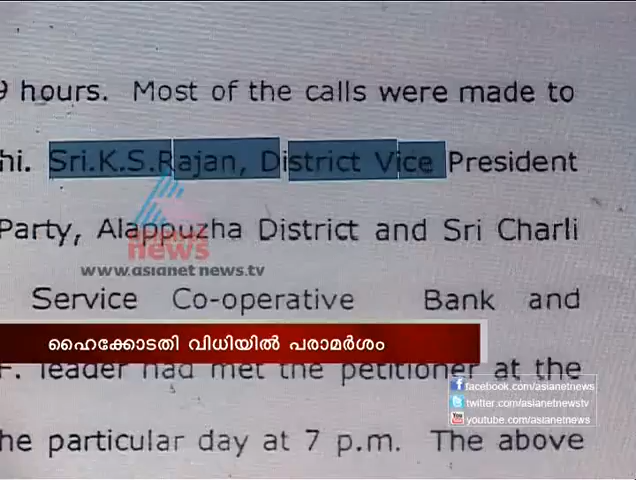 9 hours. Most of the calls were made to
hi. Sri.K.S.Rajan, District Vice President
Party, Alappuzha District and Sri Charli
asianet
news
www.asianetnews.tv
Service Co-operative Bank and
ഹൈക്കോടതി വിധിയിൽ പരാമർശം
F. leader had met the petitioner at the
facebook.com/asianetnews
twitter.com/asianetnewstv
youtube.com/asianetnews
he particular day at 7 p.m. The above